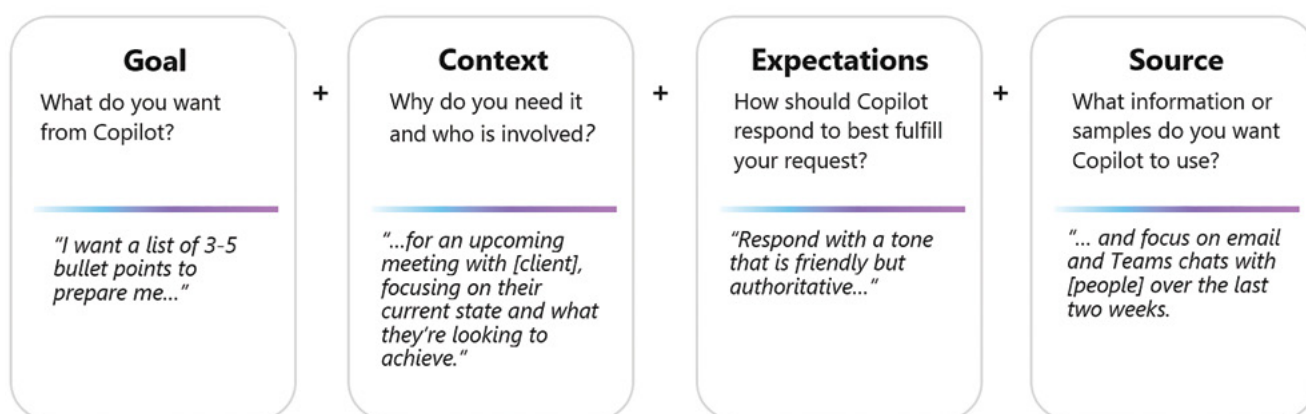 Goal
What do you want
from Copilot?
"I want a list of 3-5
bullet points to
prepare me..."
+
Context
Why do you need it
and who is involved?
"...for an upcoming
meeting with [client],
focusing on their
current state and what
they're looking to
achieve."
+
Expectations
How should Copilot
respond to best fulfill
your request?
"Respond with a tone
that is friendly but
authoritative..."
+
Source
What information or
samples do you want
Copilot to use?
"... and focus on email
and Teams chats with
[people] over the last
two weeks.